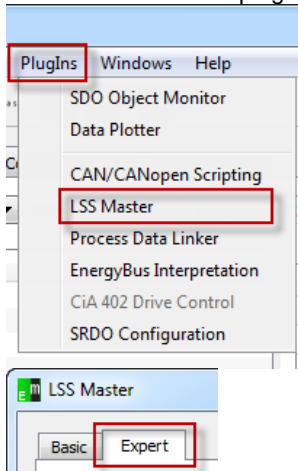 PlugIns Windows Help
SDO Object Monitor
Data Plotter
CAN/CANopen Scripting
LSS Master
Process Data Linker
EnergyBus Interpretation
CiA 402 Drive Control
SRDO Configuration
LSS Master
Basic Expert